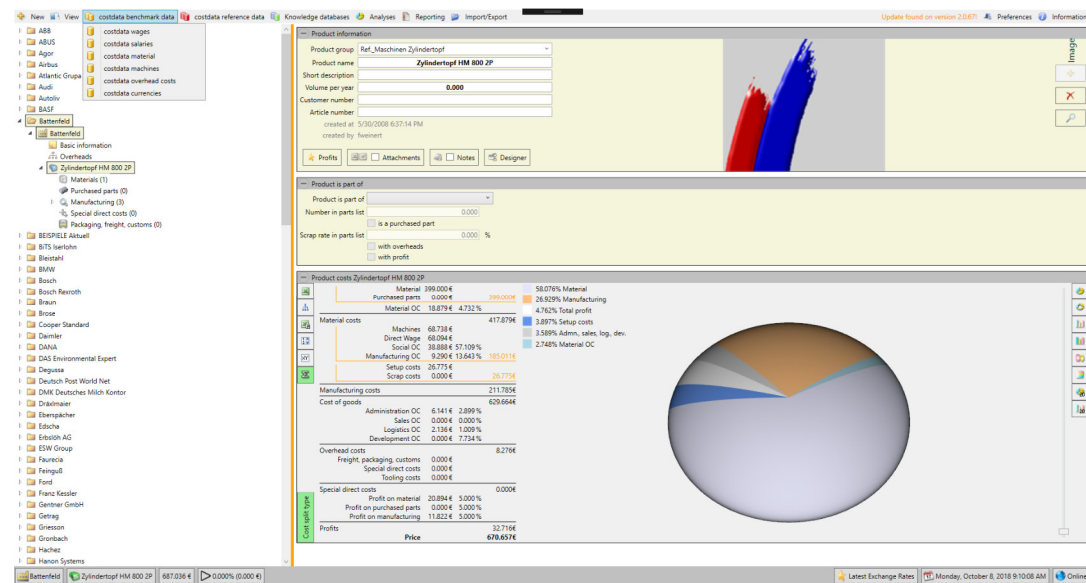 New View costdata benchmark data costdata reference data Knowledge databases Analyses Reporting Import/Export Update found on version 2.0.67! Preferences Information
costdata wages
costdata salaries
costdata material
costdata machines
costdata overhead costs
costdata currencies
ABB
ABUS
Agor
Airbus
Atlantic Grupa
Audi
Autoliv
BASF
Battenfeld
Battenfeld
Basic information
Overheads
Zylindertopf HM 800 2P
Materials (1)
Purchased parts (0)
Manufacturing (3)
Special direct costs (0)
Packaging, freight, customs (0)
BEISPIELE Aktuell
BiTS Iserlohn
Bleistahl
BMW
Bosch
Bosch Rexroth
Braun
Brose
Cooper Standard
Daimler
DANA
DAS Environmental Expert
Degussa
Deutsch Post World Net
DMK Deutsches Milch Kontor
Dräxlmaier
Eberspächer
Edscha
Erbslöh AG
ESW Group
Faurecia
Feinguß
Ford
Franz Kessler
Gentner GmbH
Getrag
Griesson
Gronbach
Hachez
Hanon Systems
Product information
Product group Ref_Maschinen Zylindertopf
Product name Zylindertopf HM 800 2P
Short description
Volume per year 0.000
Customer number
Article number
created at 5/30/2008 6:37:14 PM
created by fweinert
Profits Attachments Notes Designer
Image
Product is part of
Product is part of
Number in parts list 0.000
is a purchased part
Scrap rate in parts list 0.000 %
with overheads
with profit
Product costs Zylindertopf HM 800 2P
Material 399.000 €
Purchased parts 0.000 € 399.000€
Material OC 18.879 € 4.732 %
Material costs 417.879€
Machines 68.738 €
Direct Wage 68.094 €
Social OC 38.888 € 57.109 %
Manufacturing OC 9.290 € 13.643 % 185.011€
Setup costs 26.775 €
Scrap costs 0.000 € 26.775€
Manufacturing costs 211.785€
Cost of goods 629.664€
Administration OC 6.141 € 2.899 %
Sales OC 0.000 € 0.000 %
Logistics OC 2.136 € 1.009 %
Development OC 0.000 € 7.734 %
Overhead costs 8.276€
Freight, packaging, customs 0.000 €
Special direct costs 0.000 €
Tooling costs 0.000 €
Special direct costs 0.000€
Profit on material 20.894 € 5.000 %
Profit on purchased parts 0.000 € 5.000 %
Profit on manufacturing 11.822 € 5.000 %
Profits 32.716€
Price 670.657€
Cost split type
58.076% Material
26.929% Manufacturing
4.762% Total profit
3.897% Setup costs
3.589% Admn., sales, log., dev.
2.748% Material OC
Battenfeld Zylindertopf HM 800 2P 687.036 € 0.000% (0.000 €) Latest Exchange Rates Monday, October 8, 2018 9:10:08 AM Online